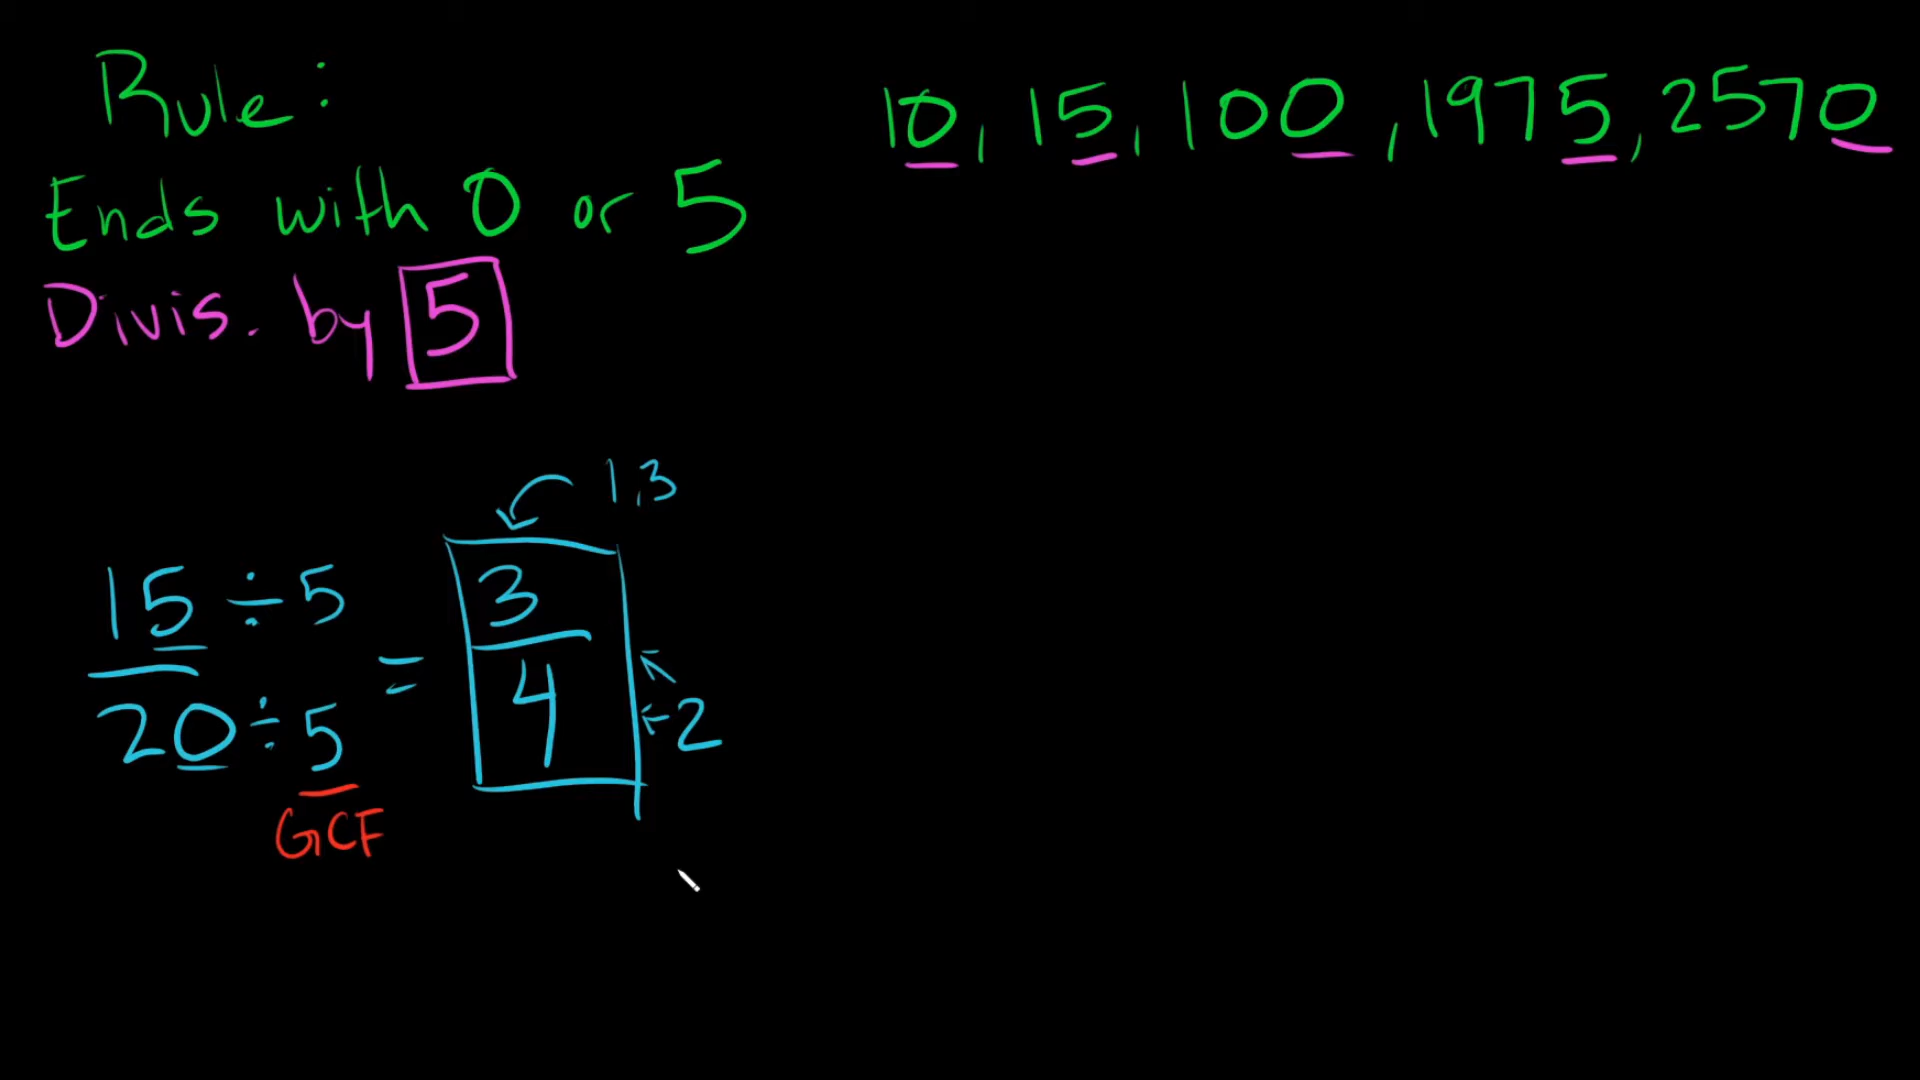 Rule:
Ends with 0 or 5
Divis. by 5
10, 15, 100, 1975, 2570
1,3
15 ÷ 5
20 ÷ 5
=
3
4
2
GCF